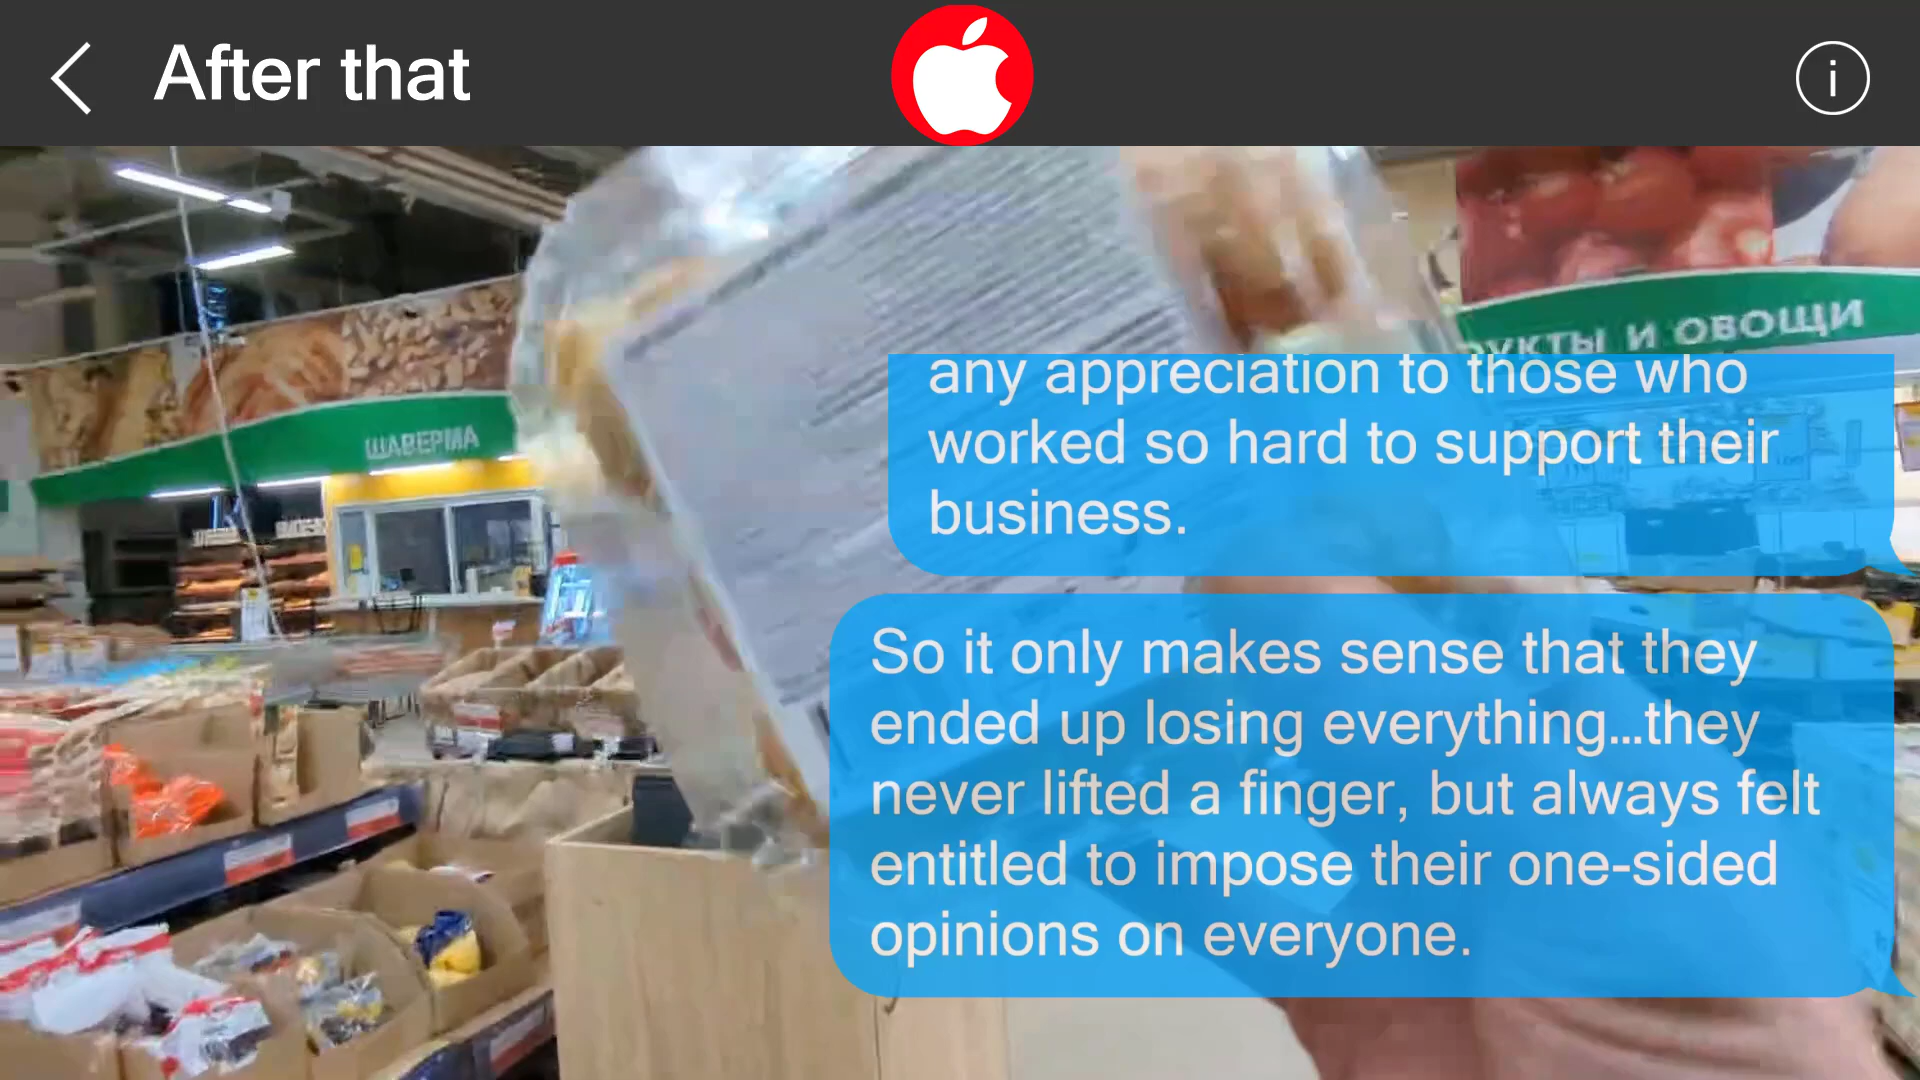 After that
ШАВЕРМА
УКТЫ И ОВОЩИ
any appreciation to those who
worked so hard to support their
business.
So it only makes sense that they
ended up losing everything...they
never lifted a finger, but always felt
entitled to impose their one-sided
opinions on everyone.